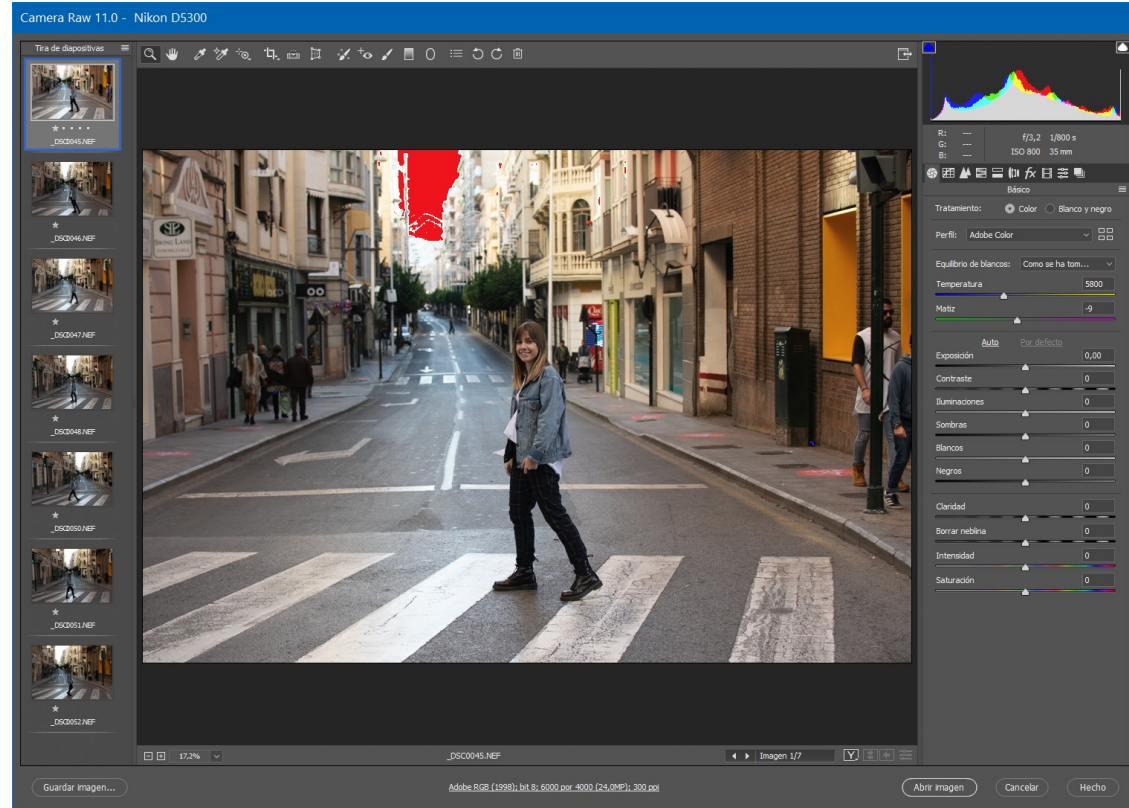 Camera Raw 11.0 - Nikon D5300
Tira de diapositivas
_DSC0045.NEF
_DSC0046.NEF
_DSC0047.NEF
_DSC0048.NEF
_DSC0050.NEF
_DSC0051.NEF
_DSC0052.NEF
SP
SWING LAND
17,2%
_DSC0045.NEF
Imagen 1/7
Y
R: ---
G: ---
B: ---
f/3,2 1/800 s
ISO 800 35 mm
fx
Básico
Tratamiento: Color Blanco y negro
Perfil: Adobe Color
Equilibrio de blancos: Como se ha tom...
Temperatura 5800
Matiz -9
Auto Por defecto
Exposición 0,00
Contraste 0
Iluminaciones 0
Sombras 0
Blancos 0
Negros 0
Claridad 0
Borrar neblina 0
Intensidad 0
Saturación 0
Guardar imagen...
Adobe RGB (1998); bit 8; 6000 por 4000 (24,0MP); 300 ppi
Abrir imagen Cancelar Hecho